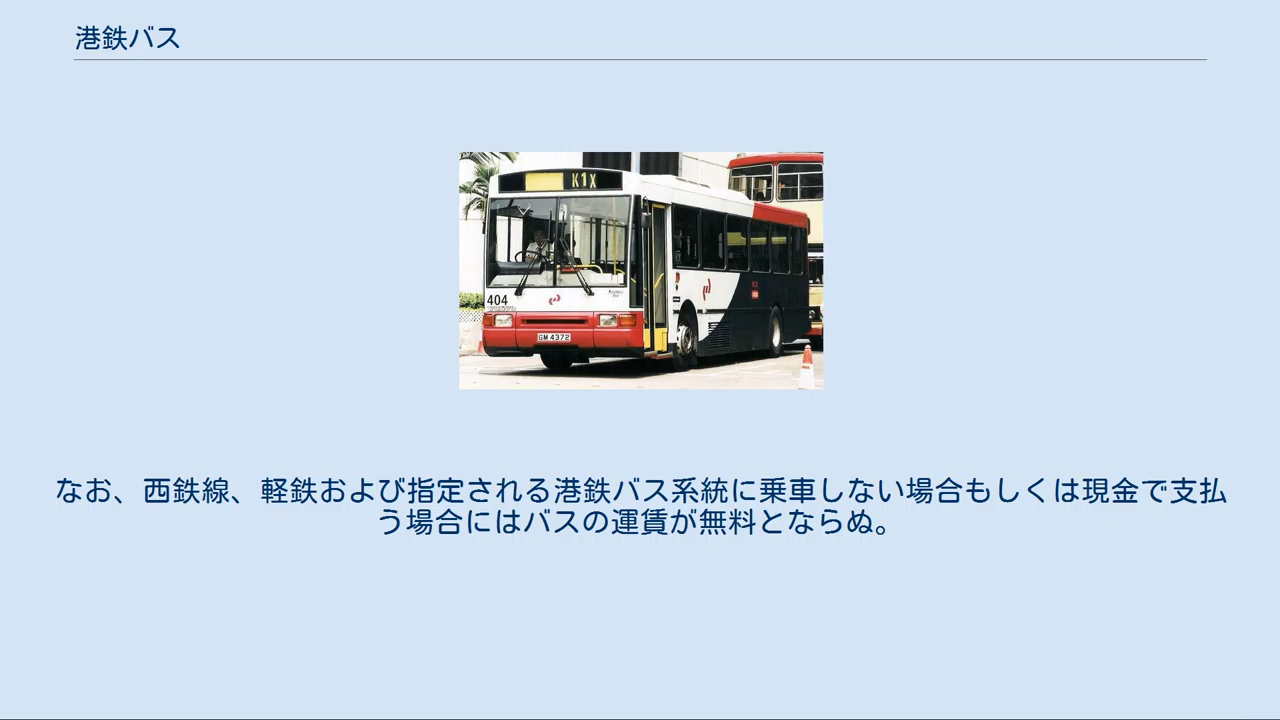 港鉄バス
K1X
404
GM 4372
なお、西鉄線、軽鉄および指定される港鉄バス系統に乗車しない場合もしくは現金で支払
う場合にはバスの運賃が無料とならぬ。